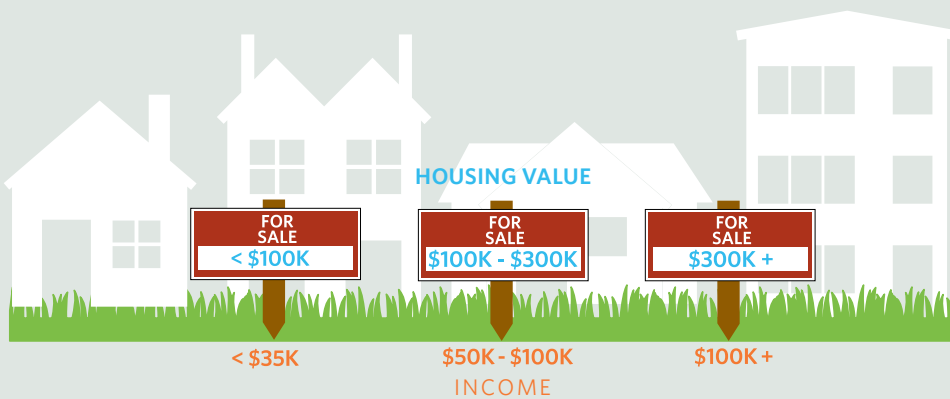 HOUSING VALUE
FOR
SALE
< $100K
FOR
SALE
$100K - $300K
FOR
SALE
$300K +
< $35K
$50K - $100K
$100K +
INCOME